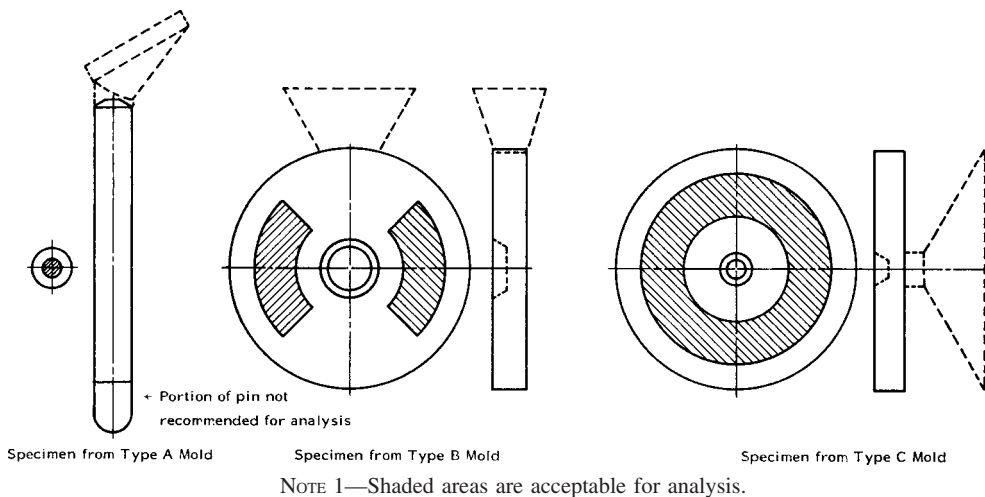 ← Portion of pin not
recommended for analysis
Specimen from Type A Mold
Specimen from Type B Mold
Specimen from Type C Mold
NOTE 1—Shaded areas are acceptable for analysis.